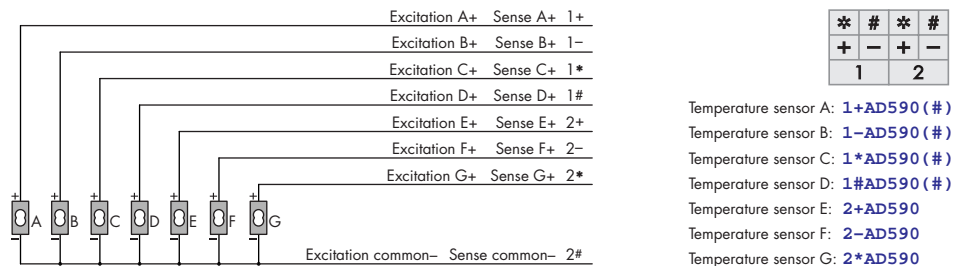 Excitation A+ Sense A+ 1+
Excitation B+ Sense B+ 1−
Excitation C+ Sense C+ 1*
Excitation D+ Sense D+ 1#
Excitation E+ Sense E+ 2+
Excitation F+ Sense F+ 2−
Excitation G+ Sense G+ 2*
+ + + + + + +
A B C D E F G
− − − − − − −
Excitation common− Sense common− 2#
* # * #
+ − + −
1 2
Temperature sensor A: 1+AD590(#)
Temperature sensor B: 1−AD590(#)
Temperature sensor C: 1*AD590(#)
Temperature sensor D: 1#AD590(#)
Temperature sensor E: 2+AD590
Temperature sensor F: 2−AD590
Temperature sensor G: 2*AD590